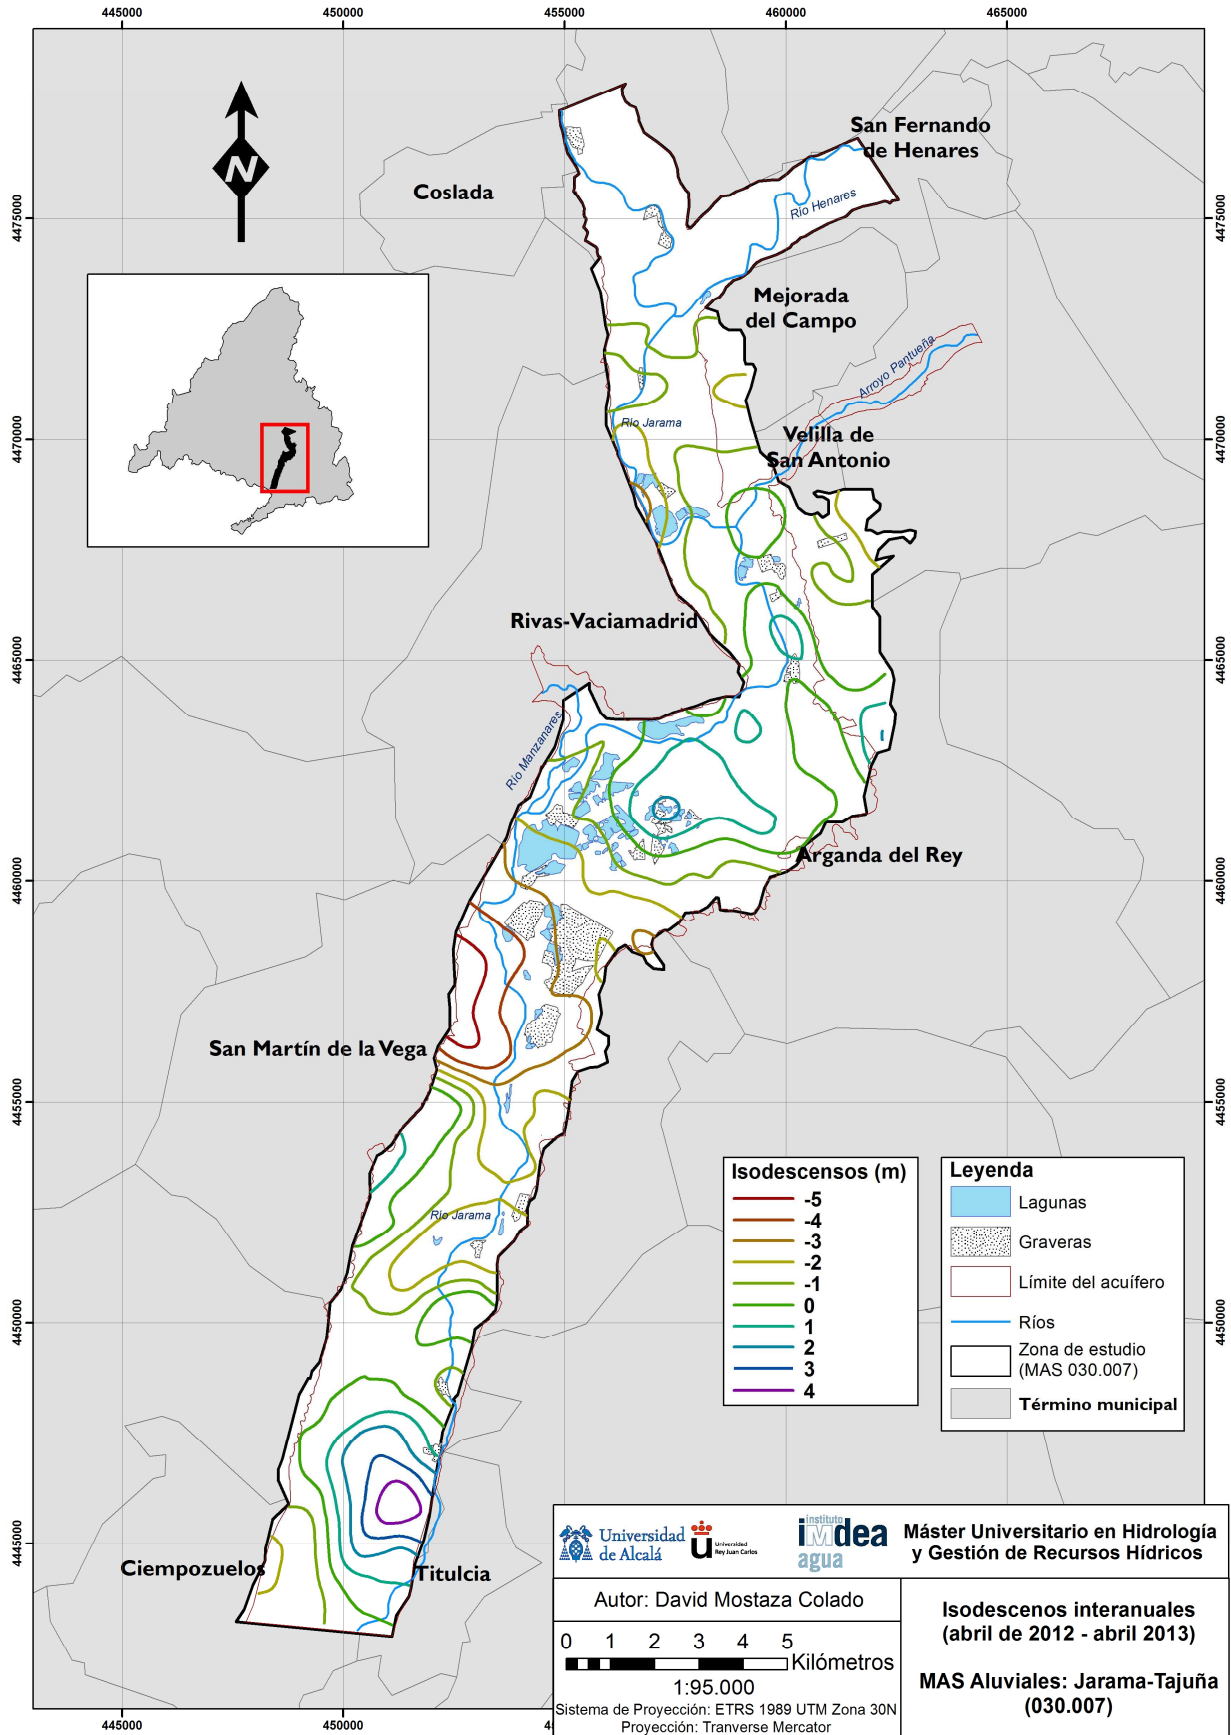 445000
450000
455000
460000
465000
4475000
4475000
4470000
4470000
4465000
4465000
4460000
4460000
4455000
4455000
4450000
4450000
4445000
N
San Fernando
de Henares
Coslada
Río Henares
Mejorada
del Campo
Arroyo Pantueña
Río Jarama
Velilla de
San Antonio
Rivas-Vaciamadrid
Río Manzanares
Arganda del Rey
San Martín de la Vega
Río Jarama
Ciempozuelos
Titulcia
Isodescensos (m)
-5
-4
-3
-2
-1
0
1
2
3
4
Leyenda
Lagunas
Graveras
Límite del acuífero
Ríos
Zona de estudio
(MAS 030.007)
Término municipal
Universidad
de Alcalá
u
Universidad
Rey Juan Carlos
instituto
imdea
agua
Máster Universitario en Hidrología
y Gestión de Recursos Hídricos
Autor: David Mostaza Colado
0 1 2 3 4 5
Kilómetros
1:95.000
Sistema de Proyección: ETRS 1989 UTM Zona 30N
Proyección: Tranverse Mercator
Isodescenos interanuales
(abril de 2012 - abril 2013)
MAS Aluviales: Jarama-Tajuña
(030.007)
445000
450000
460000
465000